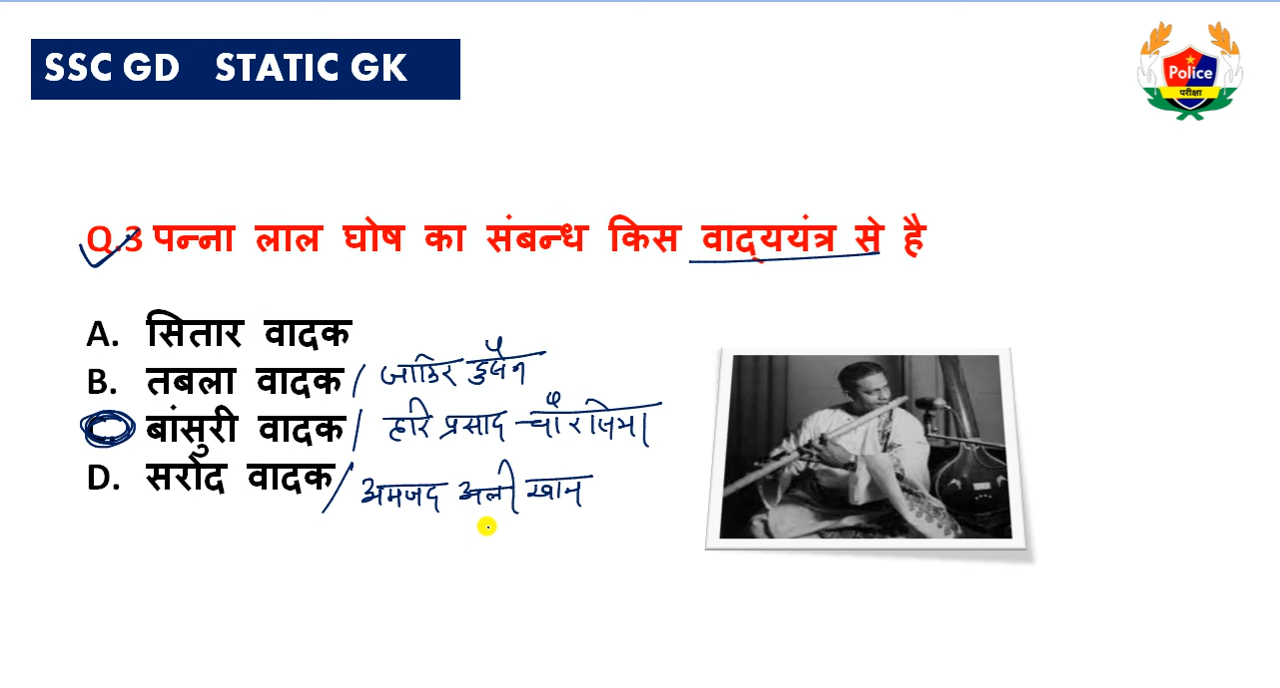 SSC GD STATIC GK
Police
परीक्षा
Q.3 पन्ना लाल घोष का संबन्ध किस वाद्ययंत्र से है
A. सितार वादक
B. तबला वादक / जाकिर हुसैन
बांसुरी वादक / हरि प्रसाद चौरसिया
D. सरोद वादक / अमजद अली खान